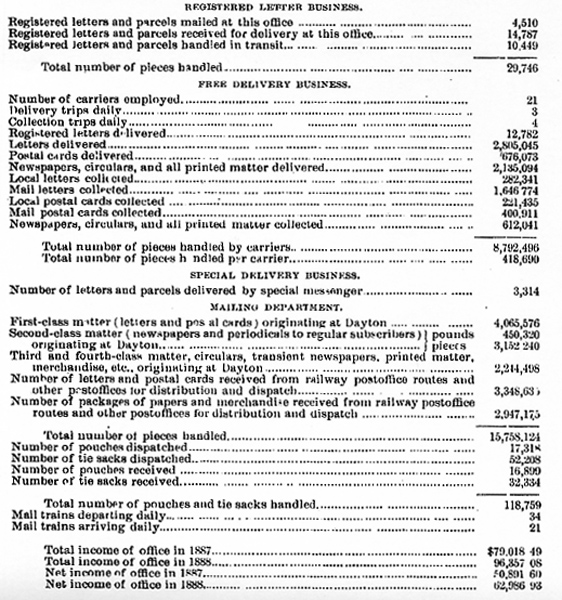 REGISTERED LETTER BUSINESS.
Registered letters and parcels mailed at this office 4,510
Registered letters and parcels received for delivery at this office 14,787
Registered letters and parcels handled in transit 10,449
Total number of pieces handled 29,746
FREE DELIVERY BUSINESS.
Number of carriers employed 21
Delivery trips daily 3
Collection trips daily 4
Registered letters delivered 12,782
Letters delivered 2,805,045
Postal cards delivered 676,073
Newspapers, circulars, and all printed matter delivered 2,135,094
Local letters collected 282,341
Mail letters collected 1,646 774
Local postal cards collected 221,435
Mail postal cards collected 400,911
Newspapers, circulars, and all printed matter collected 612,041
Total number of pieces handled by carriers 8,792,496
Total number of pieces h ndled per carrier 418,690
SPECIAL DELIVERY BUSINESS.
Number of letters and parcels delivered by special messenger 3,314
MAILING DEPARTMENT.
First-class matter (letters and pos al cards) originating at Dayton 4,065,576
Second-class matter (newspapers and periodicals to regular subscribers) } pounds 450,320
originating at Dayton } pieces 3,152 240
Third and fourth-class matter, circulars, transient newspapers, printed matter,
merchandise, etc., originating at Dayton 2,244,498
Number of letters and postal cards received from railway postoffice routes and
other postoffices for distribution and dispatch 3,348,635
Number of packages of papers and merchandise received from railway postoffice
routes and other postoffices for distribution and dispatch 2,947,175
Total number of pieces handled 15,758,124
Number of pouches dispatched 17,318
Number of tie sacks dispatched 52,208
Number of pouches received 16,899
Number of tie sacks received 32,334
Total number of pouches and tie sacks handled 118,759
Mail trains departing daily 34
Mail trains arriving daily 21
Total income of office in 1887 $79,018 49
Total income of office in 1888 96,357 08
Net income of office in 1887 50,891 60
Net income of office in 1888 62,986 93